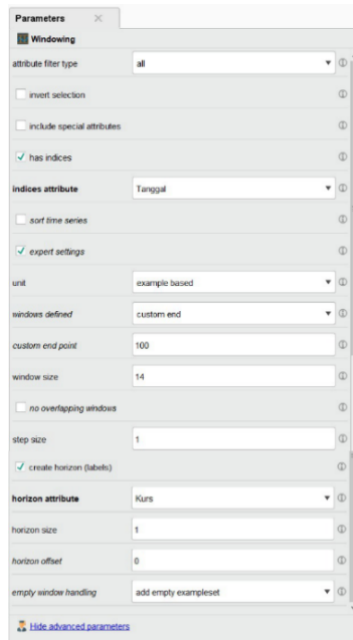 Parameters
Windowing
attribute filter type all
invert selection
include special attributes
has indices
indices attribute Tanggal
sort time series
expert settings
unit example based
windows defined custom end
custom end point 100
window size 14
no overlapping windows
step size 1
create horizon (labels)
horizon attribute Kurs
horizon size 1
horizon offset 0
empty window handling add empty exampleset
Hide advanced parameters